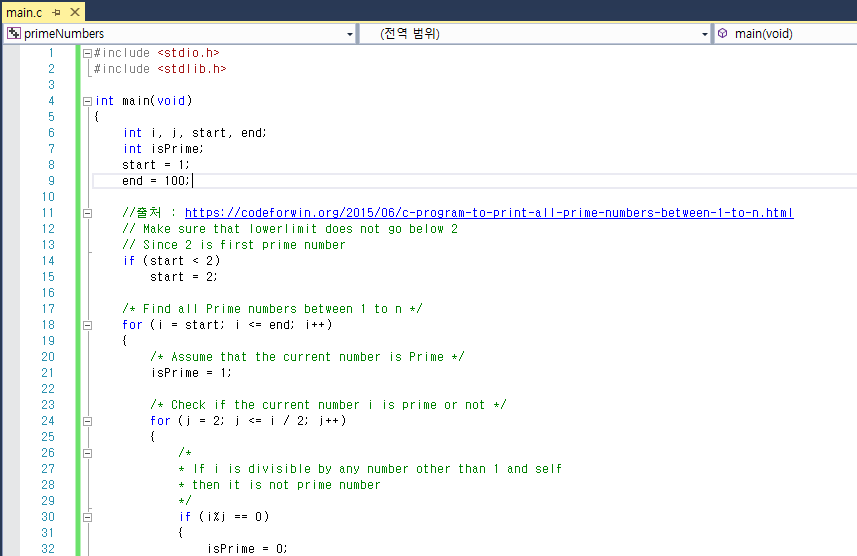 main.c
primeNumbers (전역 범위) main(void)
1 #include <stdio.h>
2 #include <stdlib.h>
3
4 int main(void)
5 {
6 int i, j, start, end;
7 int isPrime;
8 start = 1;
9 end = 100;
10
11 //출처 : https://codeforwin.org/2015/06/c-program-to-print-all-prime-numbers-between-1-to-n.html
12 // Make sure that lowerlimit does not go below 2
13 // Since 2 is first prime number
14 if (start < 2)
15 start = 2;
16
17 /* Find all Prime numbers between 1 to n */
18 for (i = start; i <= end; i++)
19 {
20 /* Assume that the current number is Prime */
21 isPrime = 1;
22
23 /* Check if the current number i is prime or not */
24 for (j = 2; j <= i / 2; j++)
25 {
26 /*
27 * If i is divisible by any number other than 1 and self
28 * then it is not prime number
29 */
30 if (i%j == 0)
31 {
32 isPrime = 0;